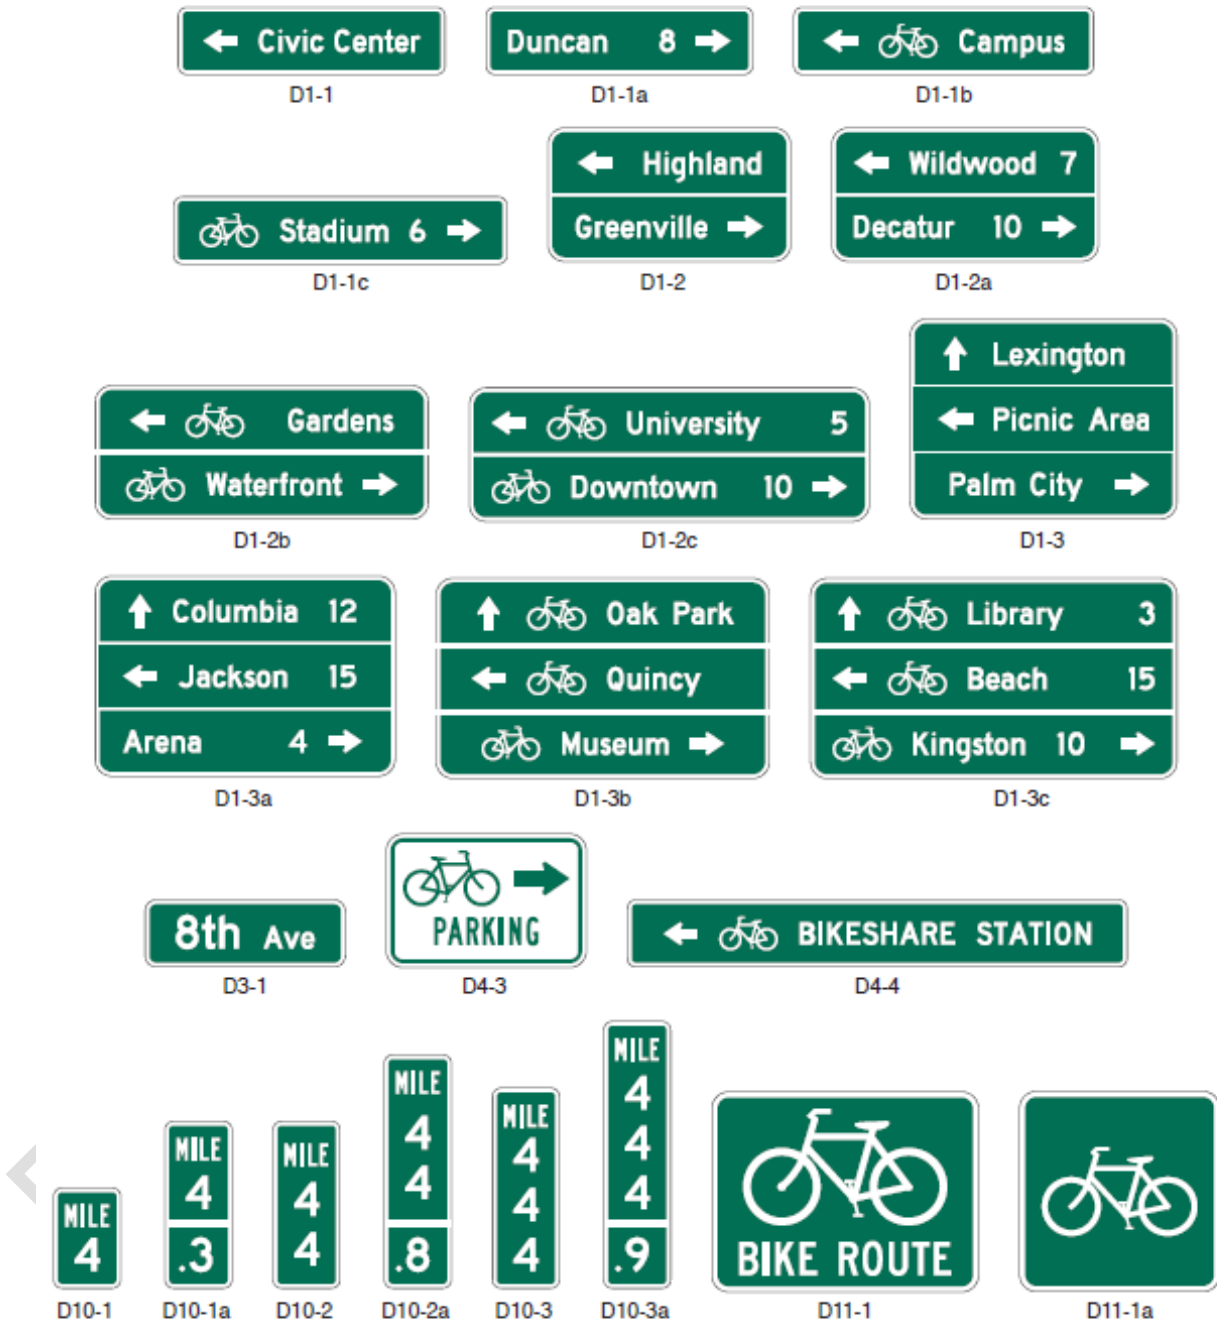 Civic Center
Duncan 8
Campus
D1-1
D1-1a
D1-1b
Stadium 6
D1-1c
Highland
Greenville
D1-2
Wildwood 7
Decatur 10
D1-2a
Gardens
Waterfront
D1-2b
University 5
Downtown 10
D1-2c
Lexington
Picnic Area
Palm City
D1-3
Columbia 12
Jackson 15
Arena 4
D1-3a
Oak Park
Quincy
Museum
D1-3b
Library 3
Beach 15
Kingston 10
D1-3c
8th Ave
D3-1
PARKING
D4-3
BIKESHARE STATION
D4-4
MILE
4
D10-1
MILE
4
.3
D10-1a
MILE
4
4
D10-2
MILE
4
4
.8
D10-2a
MILE
4
4
4
D10-3
MILE
4
4
4
.9
D10-3a
BIKE ROUTE
D11-1
D11-1a